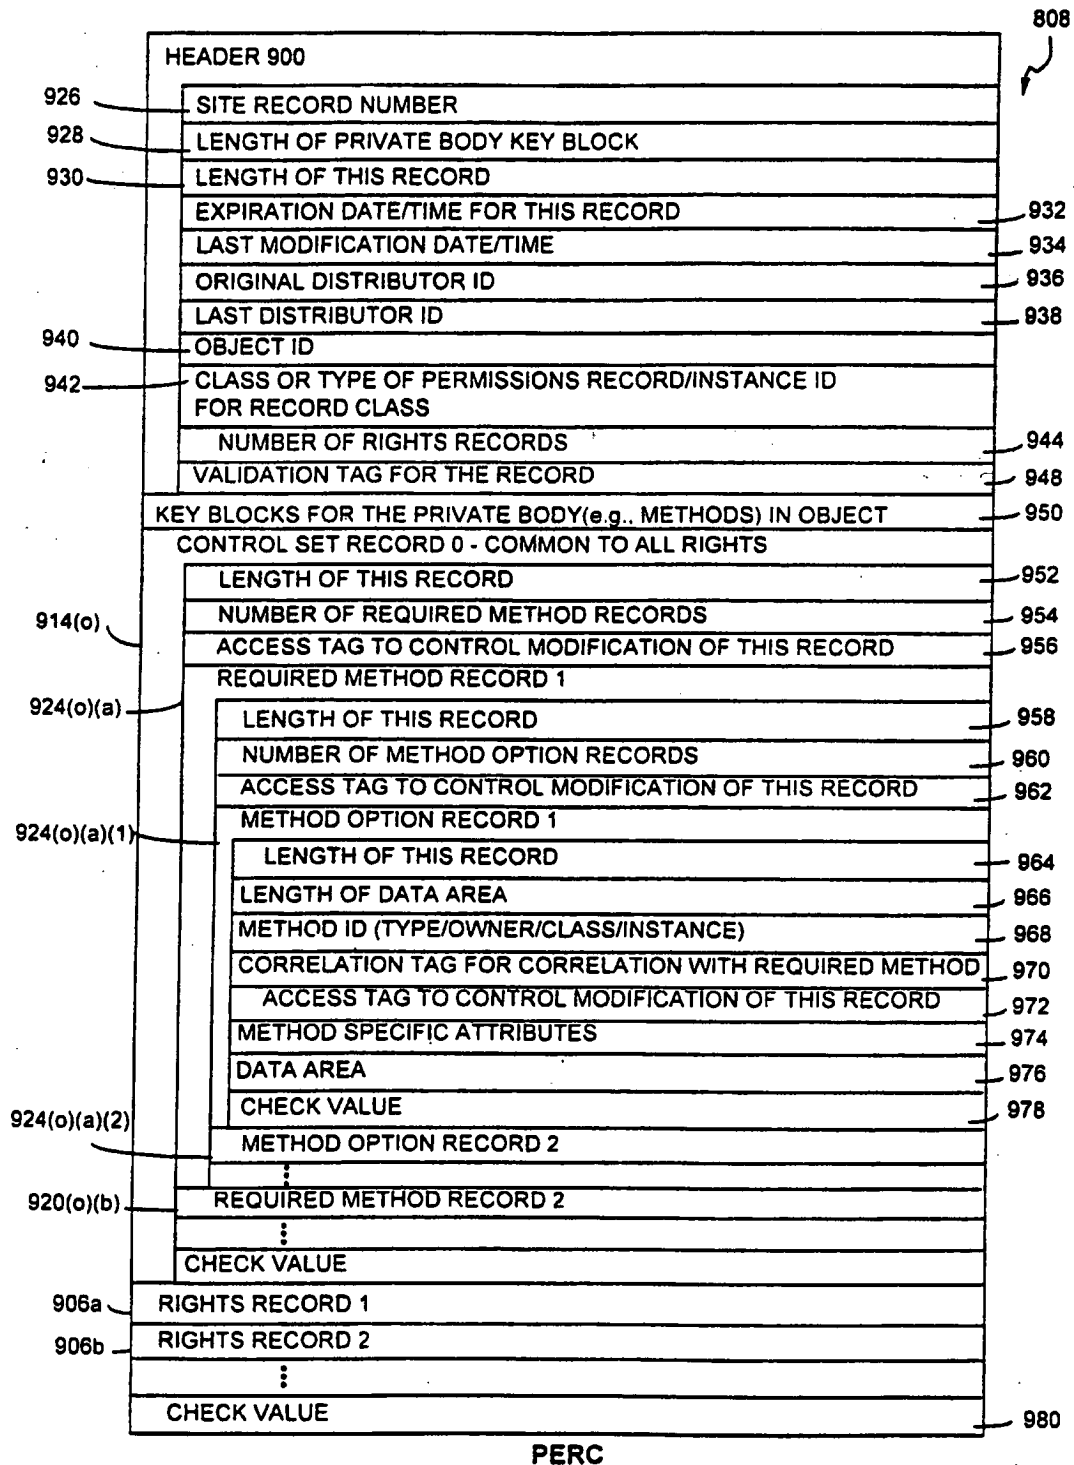 808
HEADER 900
926 SITE RECORD NUMBER
928 LENGTH OF PRIVATE BODY KEY BLOCK
930 LENGTH OF THIS RECORD
EXPIRATION DATE/TIME FOR THIS RECORD 932
LAST MODIFICATION DATE/TIME 934
ORIGINAL DISTRIBUTOR ID 936
LAST DISTRIBUTOR ID 938
940 OBJECT ID
942 CLASS OR TYPE OF PERMISSIONS RECORD/INSTANCE ID
FOR RECORD CLASS
NUMBER OF RIGHTS RECORDS 944
VALIDATION TAG FOR THE RECORD 948
KEY BLOCKS FOR THE PRIVATE BODY(e.g., METHODS) IN OBJECT 950
CONTROL SET RECORD 0 - COMMON TO ALL RIGHTS
LENGTH OF THIS RECORD 952
914(o) NUMBER OF REQUIRED METHOD RECORDS 954
ACCESS TAG TO CONTROL MODIFICATION OF THIS RECORD 956
REQUIRED METHOD RECORD 1
924(o)(a) LENGTH OF THIS RECORD 958
NUMBER OF METHOD OPTION RECORDS 960
ACCESS TAG TO CONTROL MODIFICATION OF THIS RECORD 962
924(o)(a)(1) METHOD OPTION RECORD 1
LENGTH OF THIS RECORD 964
LENGTH OF DATA AREA 966
METHOD ID (TYPE/OWNER/CLASS/INSTANCE) 968
CORRELATION TAG FOR CORRELATION WITH REQUIRED METHOD 970
ACCESS TAG TO CONTROL MODIFICATION OF THIS RECORD 972
METHOD SPECIFIC ATTRIBUTES 974
DATA AREA 976
CHECK VALUE 978
924(o)(a)(2) METHOD OPTION RECORD 2
920(o)(b) REQUIRED METHOD RECORD 2
CHECK VALUE
906a RIGHTS RECORD 1
906b RIGHTS RECORD 2
CHECK VALUE 980
PERC